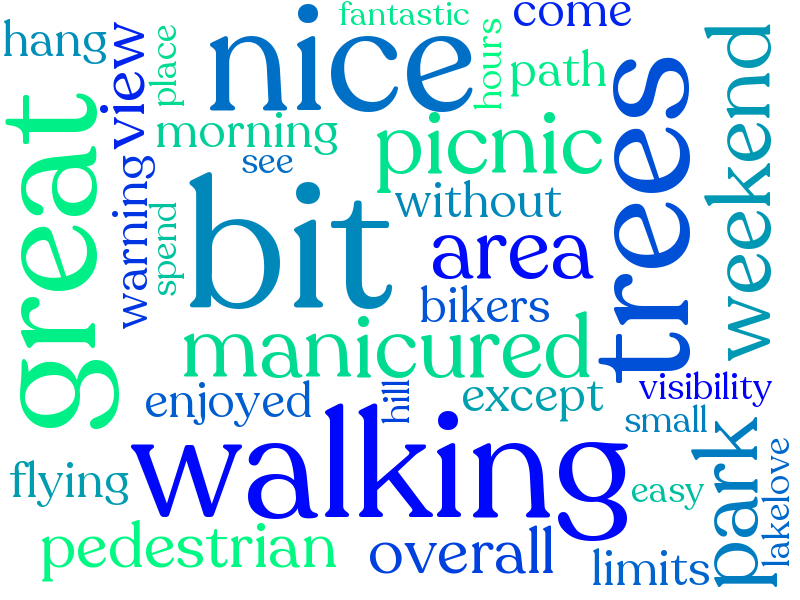 fantastic
come
hang
nice
hours
place
view
path
weekend
trees
great
morning
picnic
see
warning
without
bit
spend
area
bikers
manicured
visibility
enjoyed
hill
except
small
walking
park
lakelove
flying
easy
pedestrian
overall
limits